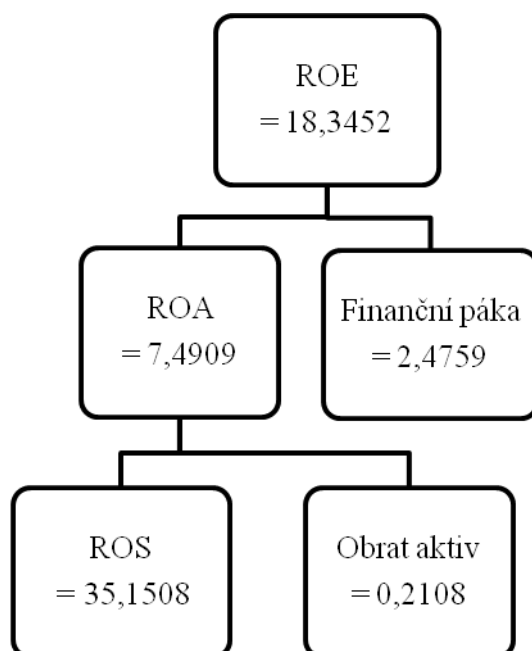 ROE
= 18,3452
ROA
= 7,4909
Finanční páka
= 2,4759
ROS
= 35,1508
Obrat aktiv
= 0,2108